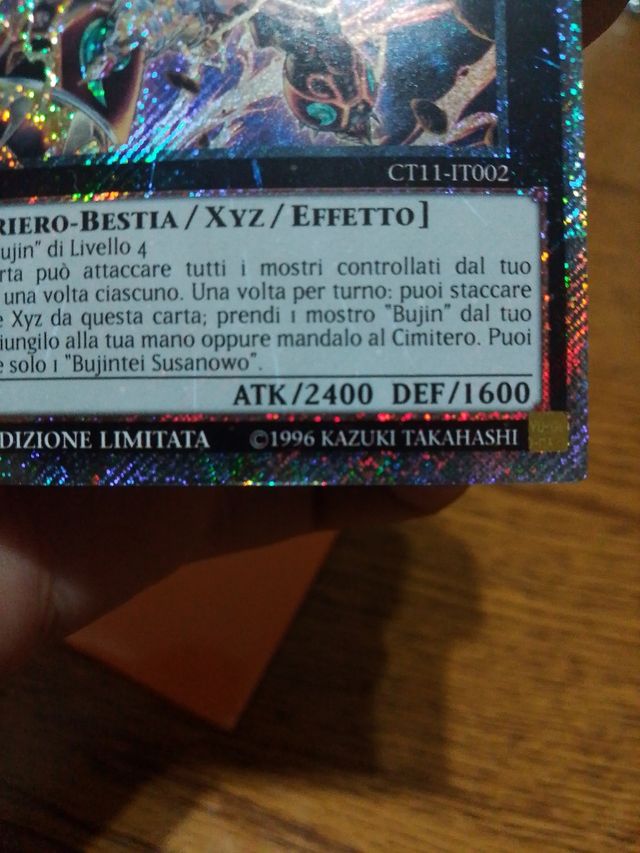 CT11-IT002
RIERO-BESTIA / XYZ / EFFETTO]
ujin" di Livello 4
rta può attaccare tutti i mostri controllati dal tuo
una volta ciascuno. Una volta per turno: puoi staccare
e Xyz da questa carta; prendi 1 mostro "Bujin" dal tuo
iungilo alla tua mano oppure mandalo al Cimitero. Puoi
e solo 1 "Bujintei Susanowo".
ATK/2400 DEF/1600
DIZIONE LIMITATA ©1996 KAZUKI TAKAHASHI